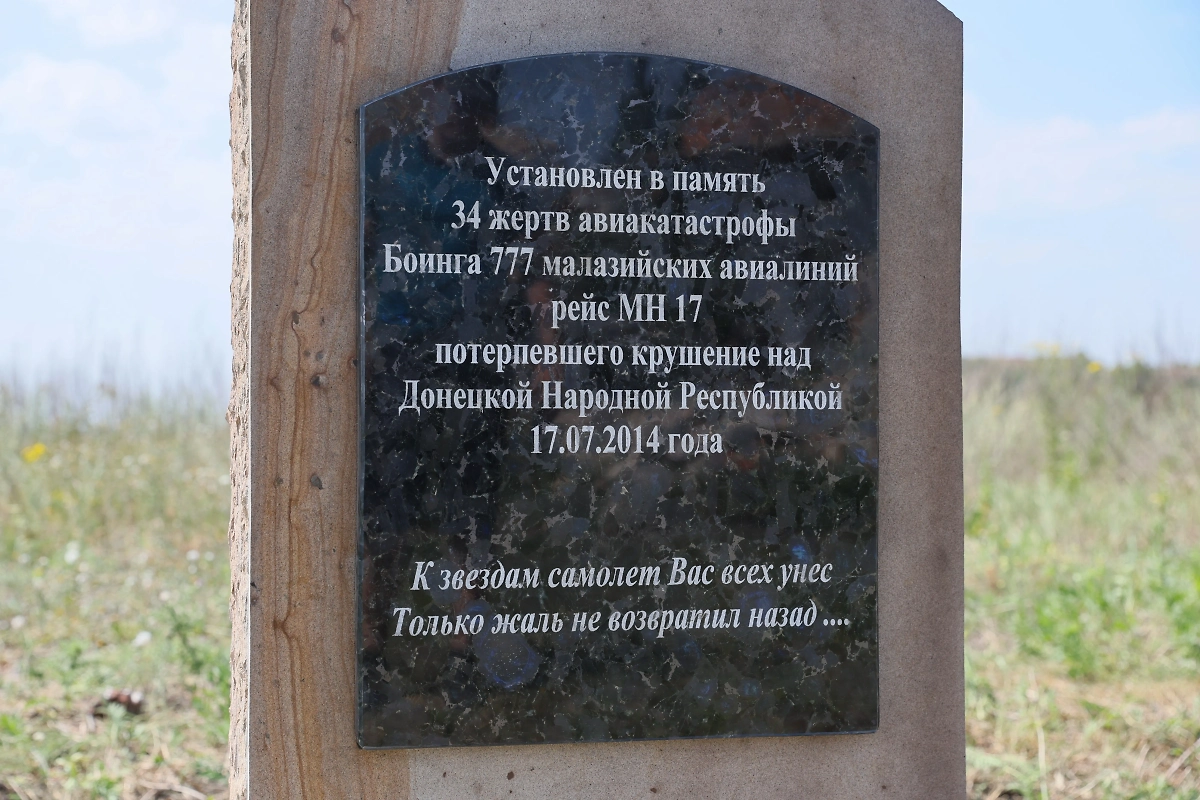 Установлен в память
34 жертв авиакатастрофы
Боинга 777 малазийских авиалиний
рейс МН 17
потерпевшего крушение над
Донецкой Народной Республикой
17.07.2014 года
К звездам самолет Вас всех унес
Только жаль не возвратил назад ....